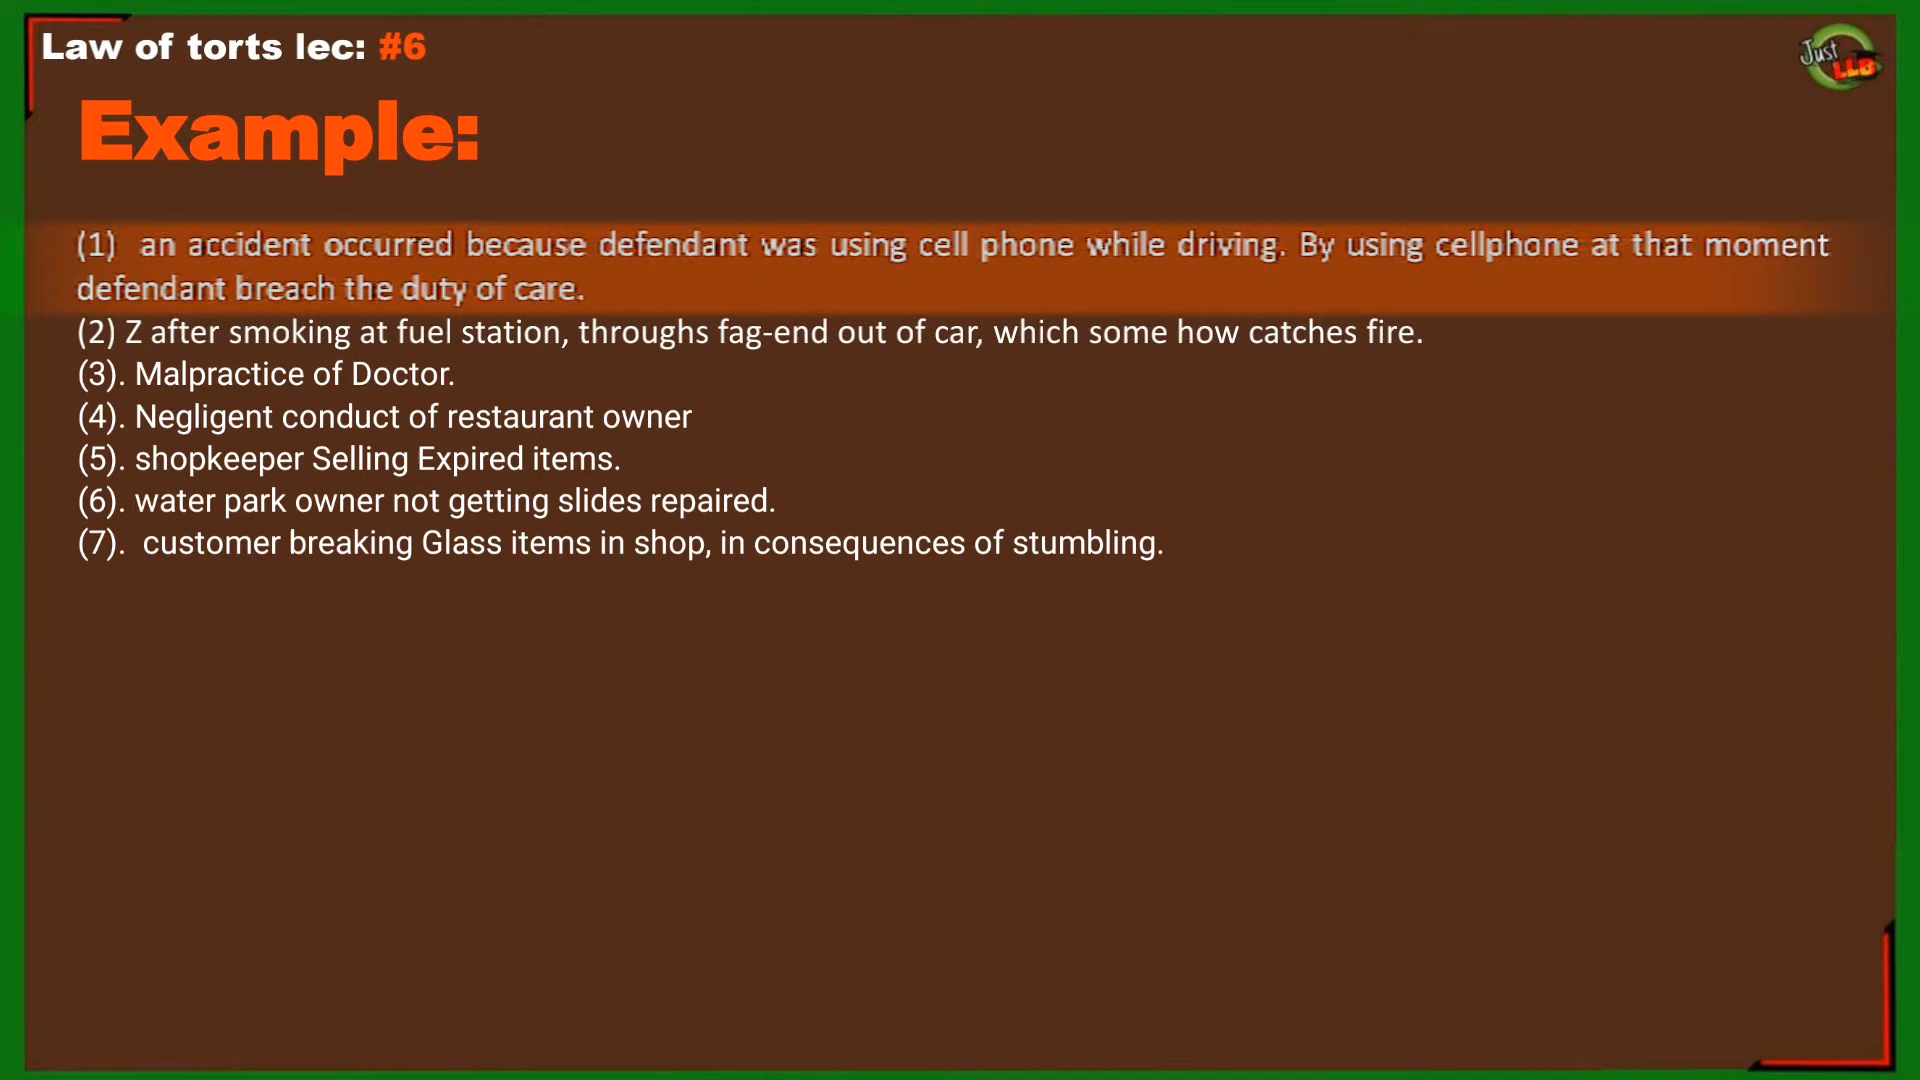 Law of torts lec: #6
Just
LLB
Example:
(1) an accident occurred because defendant was using cell phone while driving. By using cellphone at that moment
defendant breach the duty of care.
(2) Z after smoking at fuel station, throughs fag-end out of car, which some how catches fire.
(3). Malpractice of Doctor.
(4). Negligent conduct of restaurant owner
(5). shopkeeper Selling Expired items.
(6). water park owner not getting slides repaired.
(7). customer breaking Glass items in shop, in consequences of stumbling.